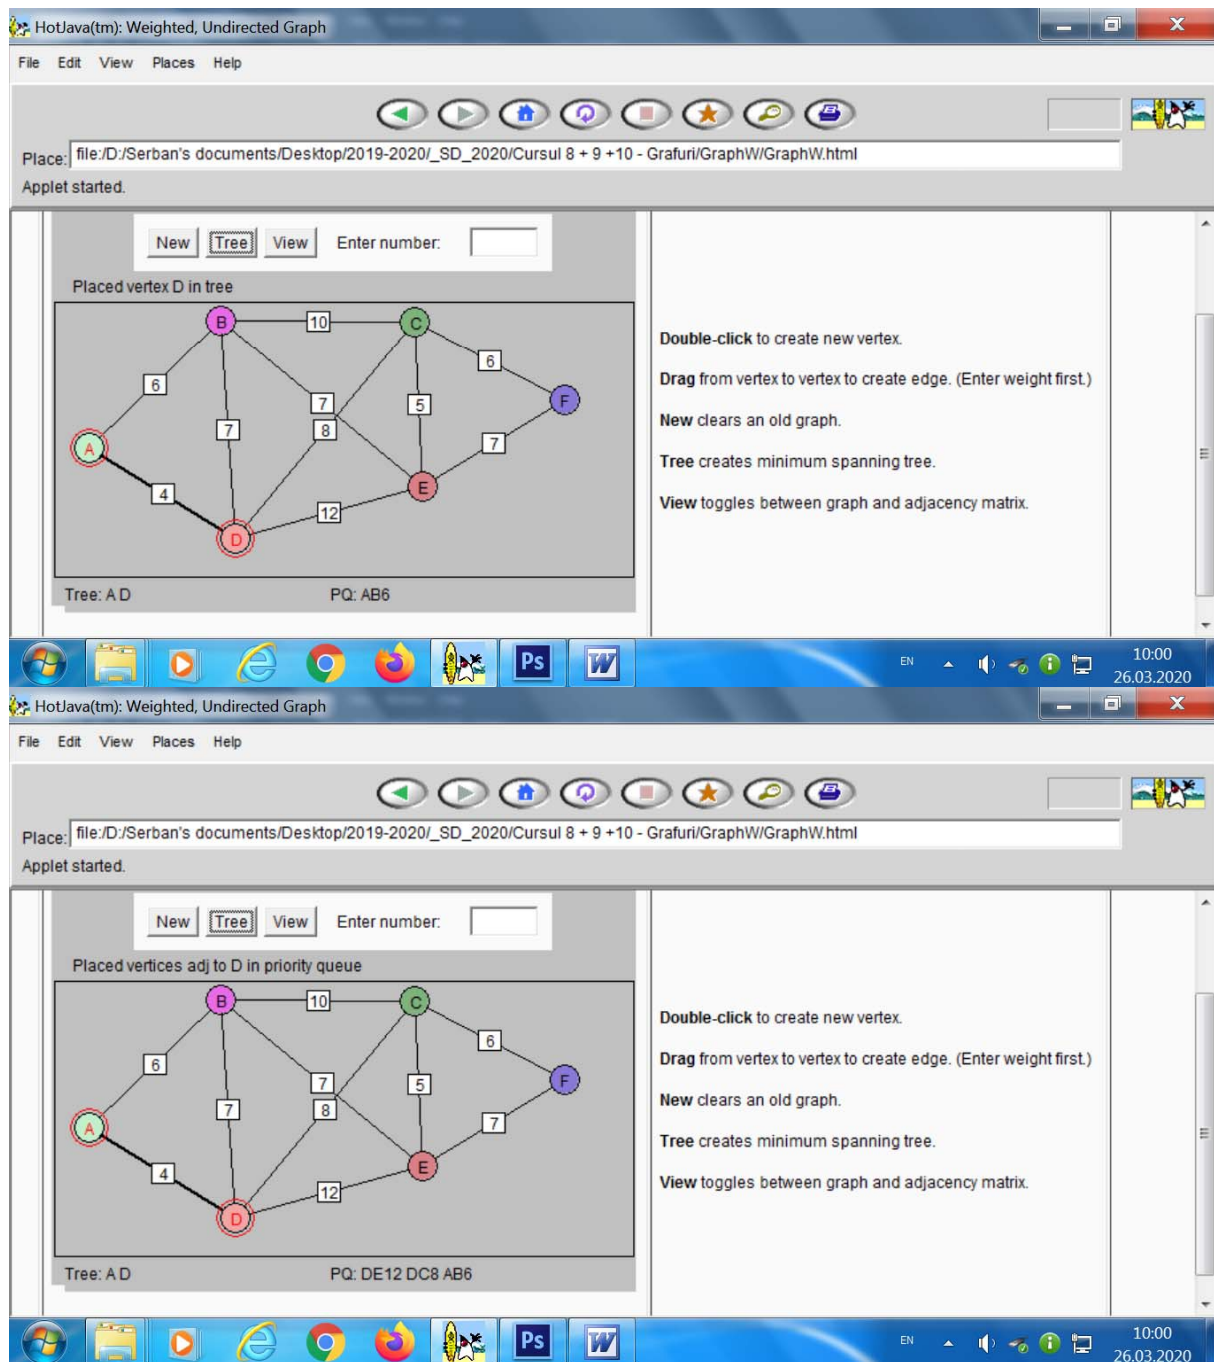 HotJava(tm): Weighted, Undirected Graph
File Edit View Places Help
Place: file:/D:/Serban's documents/Desktop/2019-2020/_SD_2020/Cursul 8 + 9 +10 - Grafuri/GraphW/GraphW.html
Applet started.
New Tree View Enter number:
Placed vertex D in tree
B 10 C
6
6
7 5 F
7 8
7
A
E
4
12
D
Tree: A D PQ: AB6
Double-click to create new vertex.
Drag from vertex to vertex to create edge. (Enter weight first.)
New clears an old graph.
Tree creates minimum spanning tree.
View toggles between graph and adjacency matrix.
Ps W EN 10:00
26.03.2020
HotJava(tm): Weighted, Undirected Graph
File Edit View Places Help
Place: file:/D:/Serban's documents/Desktop/2019-2020/_SD_2020/Cursul 8 + 9 +10 - Grafuri/GraphW/GraphW.html
Applet started.
New Tree View Enter number:
Placed vertices adj to D in priority queue
B 10 C
6
6
7 5 F
7 8
7
A
E
4
12
D
Tree: A D PQ: DE12 DC8 AB6
Double-click to create new vertex.
Drag from vertex to vertex to create edge. (Enter weight first.)
New clears an old graph.
Tree creates minimum spanning tree.
View toggles between graph and adjacency matrix.
Ps W EN 10:00
26.03.2020